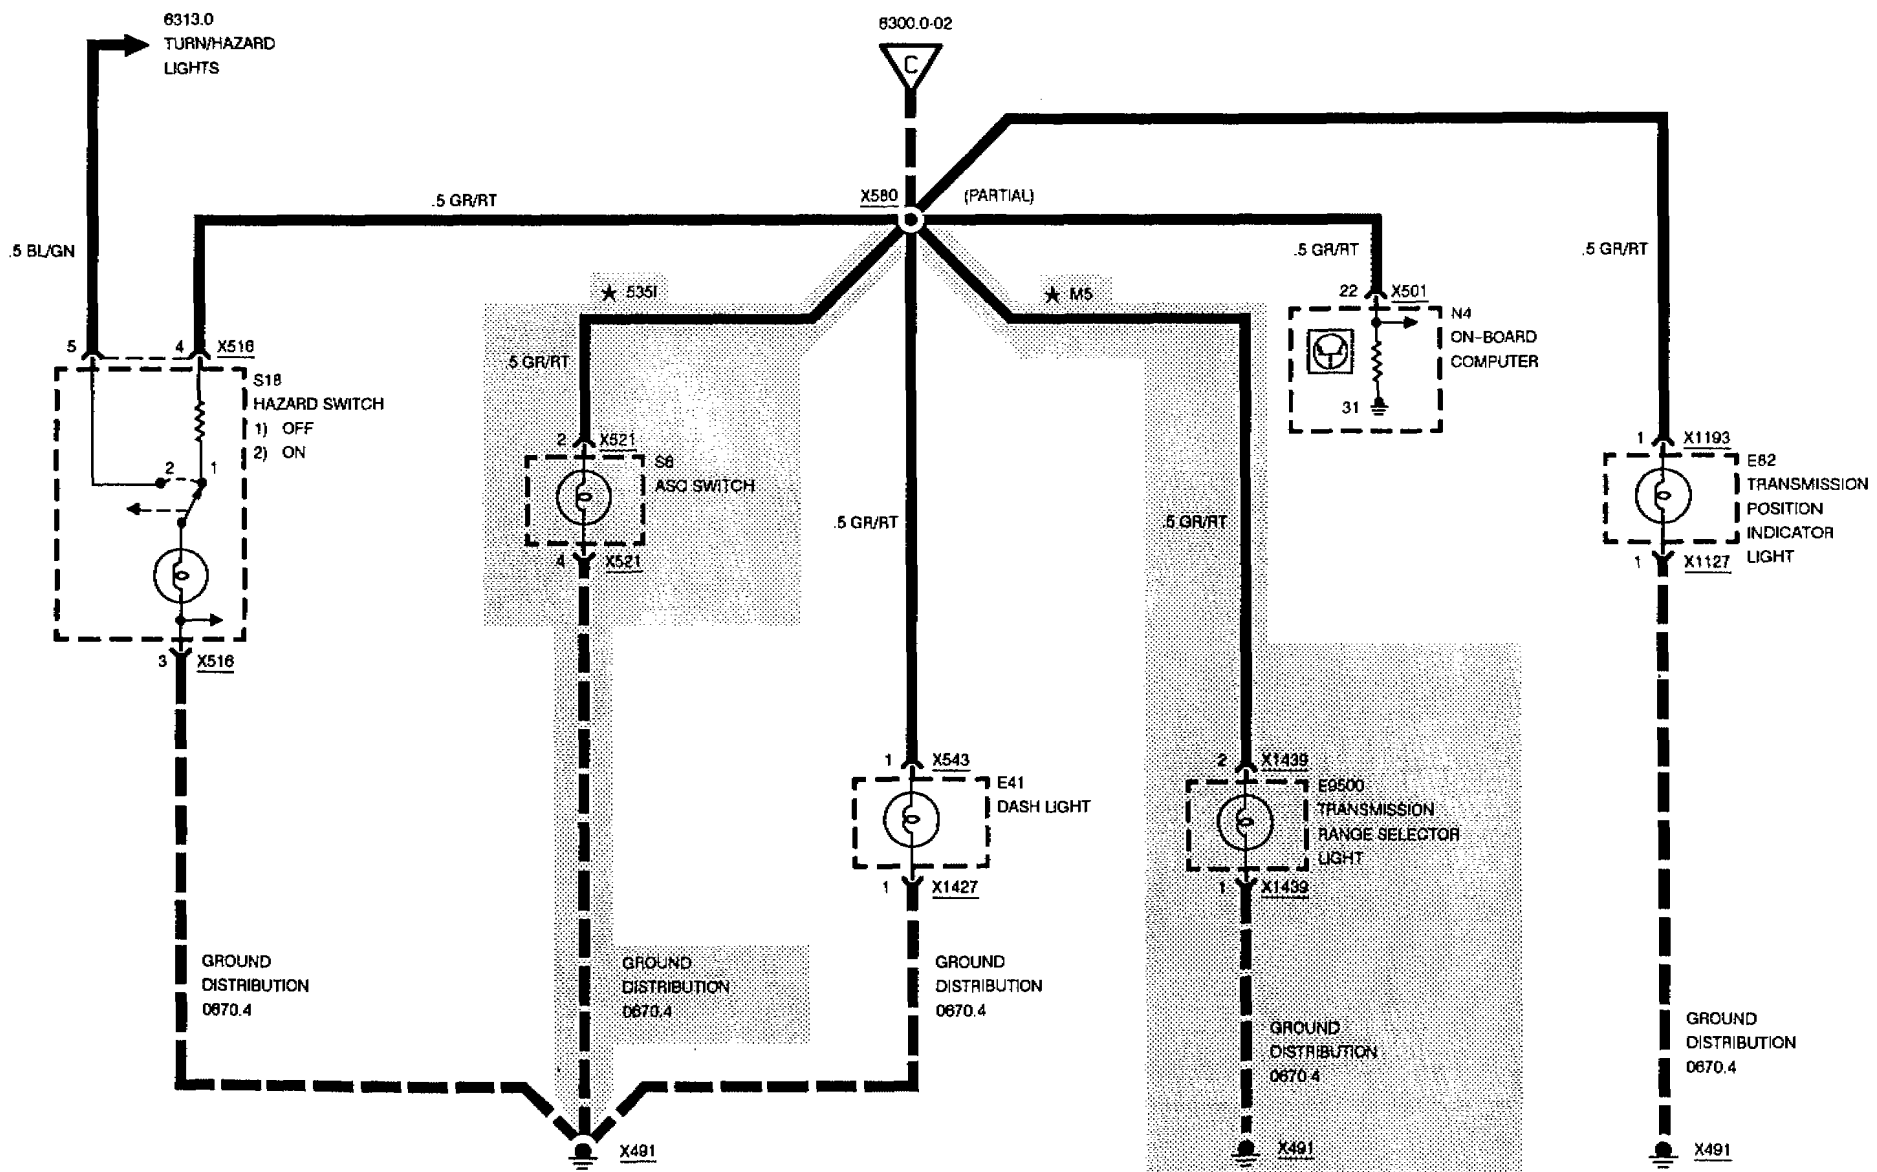 6313.0
TURN/HAZARD
LIGHTS
6300.0-02
C
X580
(PARTIAL)
.5 GR/RT
.5 BL/GN
.5 GR/RT
.5 GR/RT
★ 535I
★ M5
22
X501
N4
ON-BOARD
COMPUTER
31
5
4
X516
S18
HAZARD SWITCH
1) OFF
2) ON
2
1
3
X516
.5 GR/RT
2
X521
S6
ASC SWITCH
4
X521
.5 GR/RT
.5 GR/RT
1
X1193
E82
TRANSMISSION
POSITION
INDICATOR
LIGHT
1
X1127
1
X543
E41
DASH LIGHT
1
X1427
2
X1439
E9500
TRANSMISSION
RANGE SELECTOR
LIGHT
1
X1439
GROUND
DISTRIBUTION
0670.4
GROUND
DISTRIBUTION
0670.4
GROUND
DISTRIBUTION
0670.4
GROUND
DISTRIBUTION
0670.4
GROUND
DISTRIBUTION
0670.4
X491
X491
X491